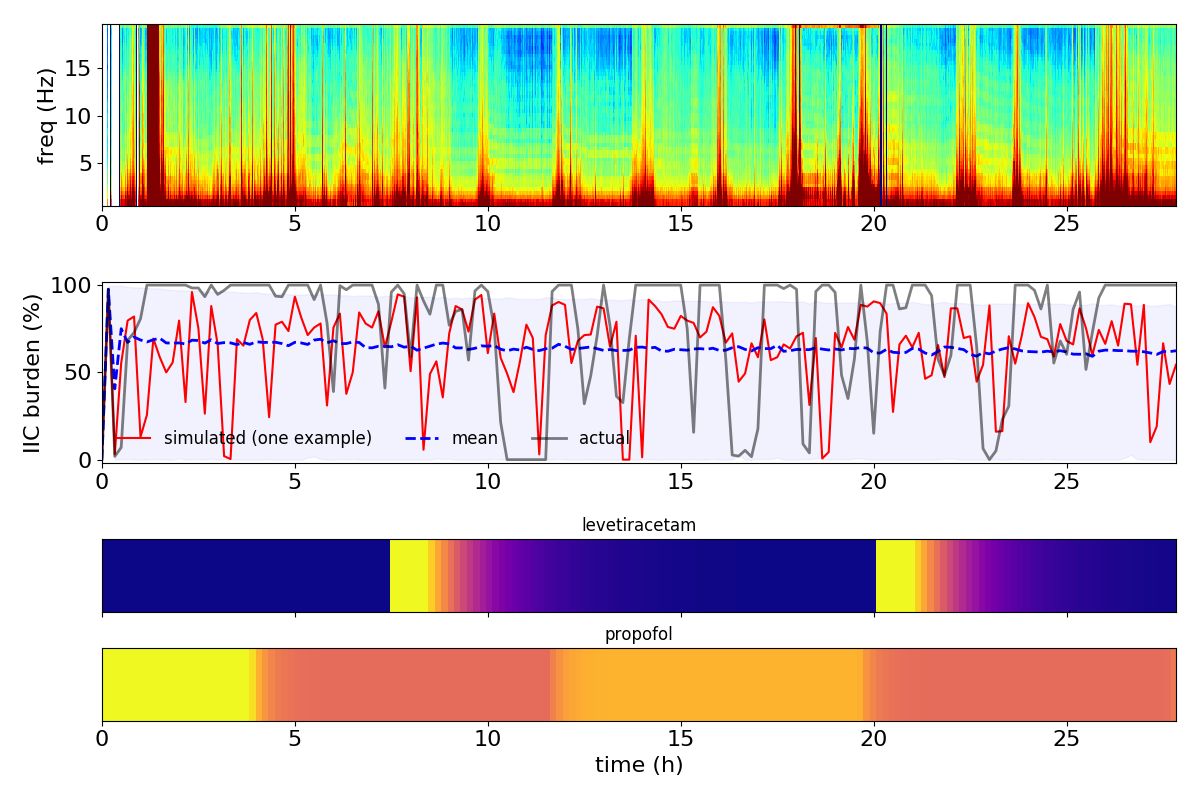 freq (Hz)
15
10
5
0 5 10 15 20 25
IIC burden (%)
100
50
0
simulated (one example) mean actual
0 5 10 15 20 25
levetiracetam
propofol
0 5 10 15 20 25
time (h)